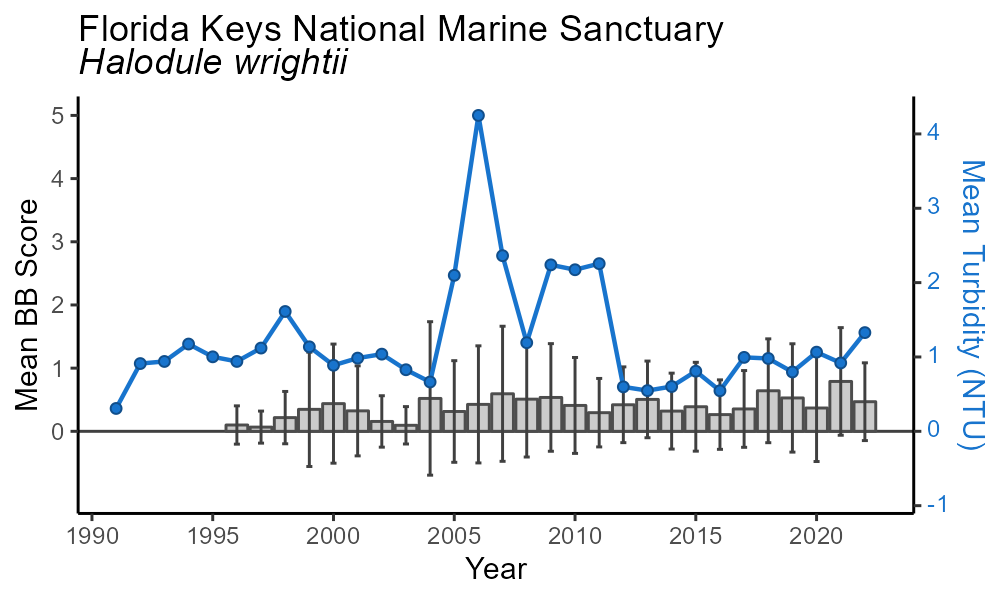 Florida Keys National Marine Sanctuary
Halodule wrightii
Mean BB Score
5
4
3
2
1
0
Mean Turbidity (NTU)
4
3
2
1
0
-1
1990 1995 2000 2005 2010 2015 2020
Year